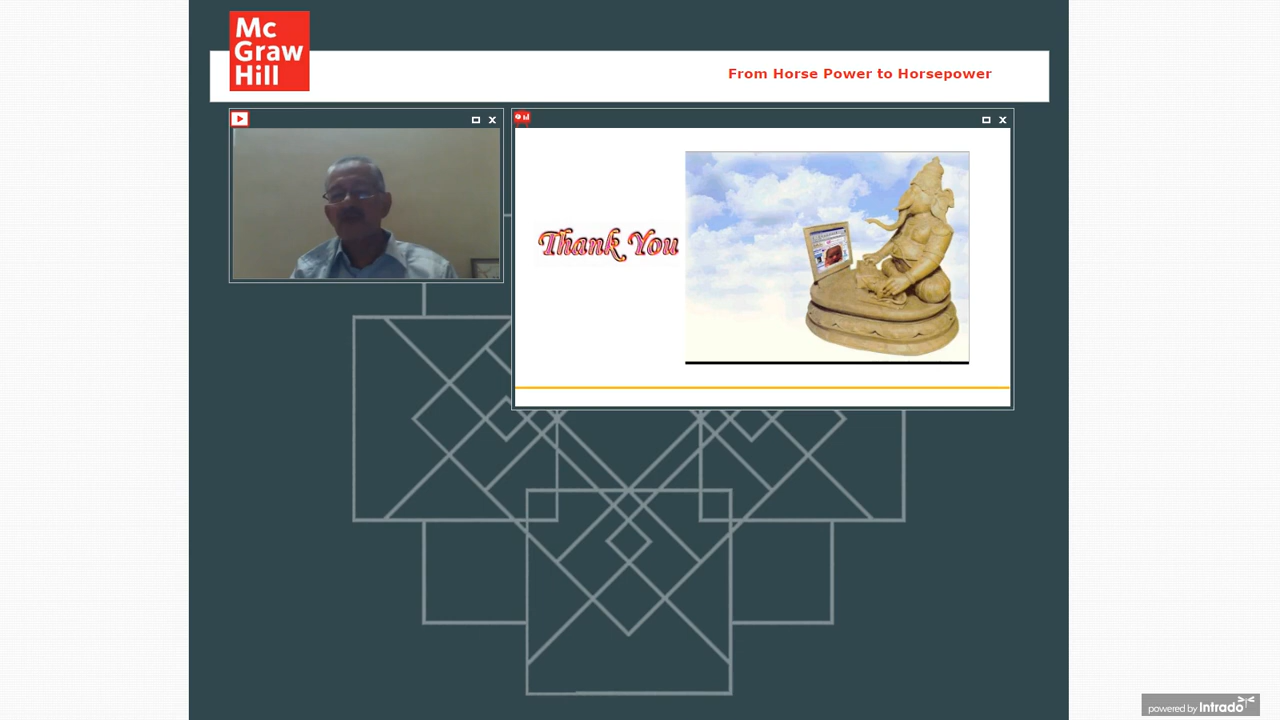 Mc
Graw
Hill
From Horse Power to Horsepower
Thank You
powered by Intrado